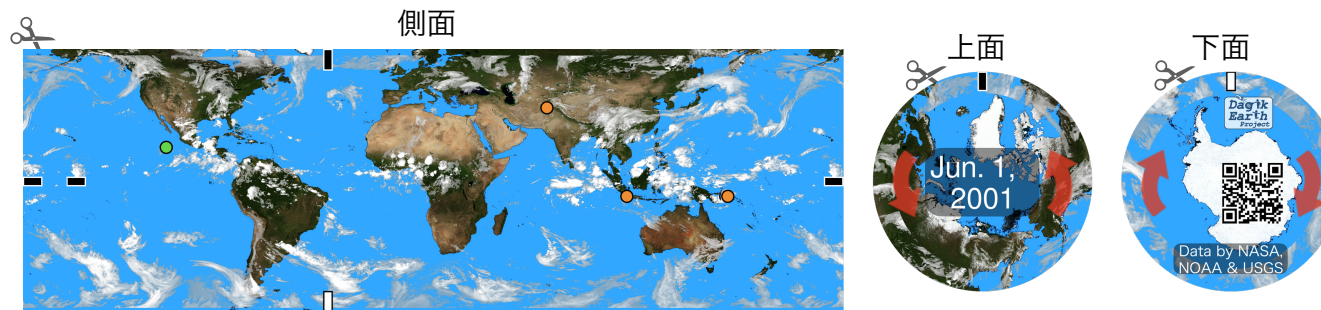 側面
上面
下面
Jun. 1,
2001
Dagik
Earth
Project
Data by NASA,
NOAA & USGS